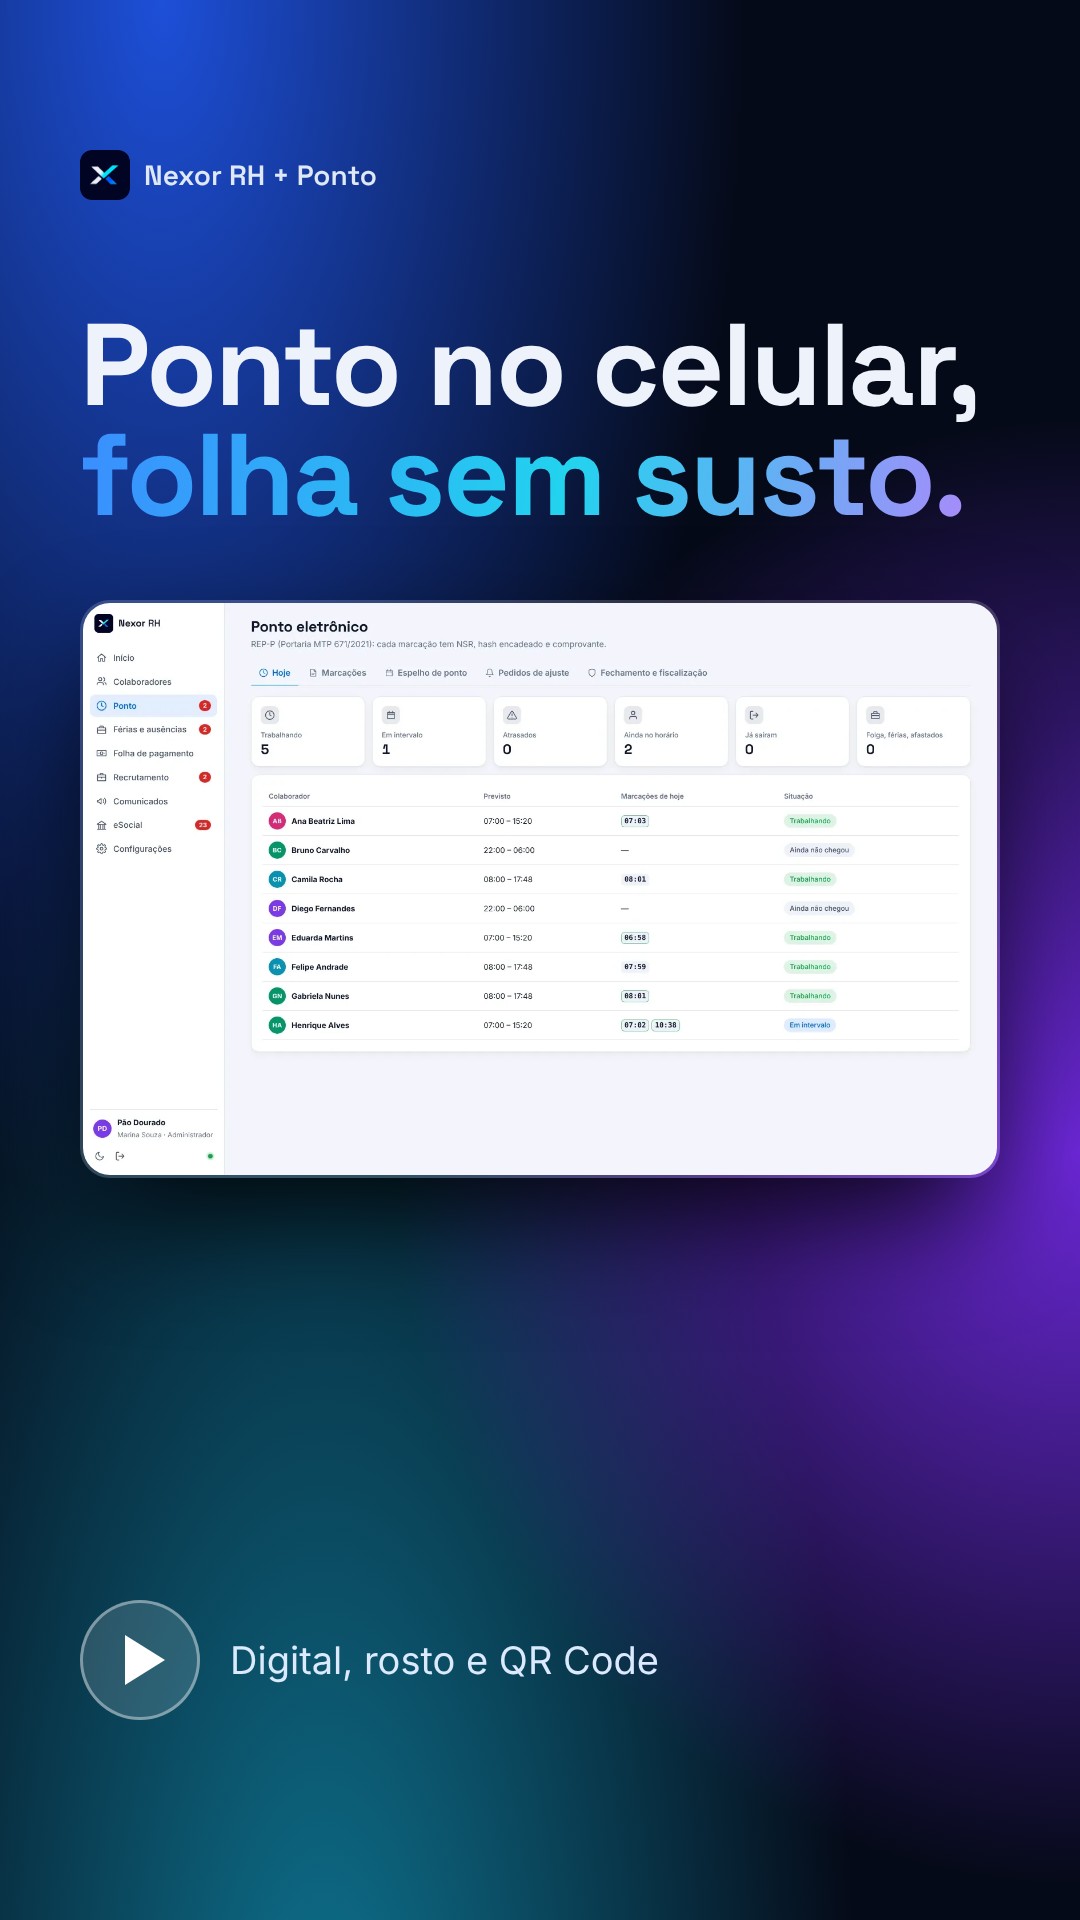 Nexor RH + Ponto
Ponto no celular,
folha sem susto.
Nexor RH
Início
Colaboradores
Ponto 2
Férias e ausências 2
Folha de pagamento
Recrutamento 2
Comunicados
eSocial 23
Configurações
PD Pão Dourado
Marina Souza · Administrador
Ponto eletrônico
REP-P (Portaria MTP 671/2021): cada marcação tem NSR, hash encadeado e comprovante.
Hoje Marcações Espelho de ponto Pedidos de ajuste Fechamento e fiscalização
Trabalhando Em intervalo Atrasados Ainda no horário Já saíram Folga, férias, afastados
5 1 0 2 0 0
Colaborador Previsto Marcações de hoje Situação
AB Ana Beatriz Lima 07:00 – 15:20 07:03 Trabalhando
BC Bruno Carvalho 22:00 – 06:00 — Ainda não chegou
CR Camila Rocha 08:00 – 17:48 08:01 Trabalhando
DF Diego Fernandes 22:00 – 06:00 — Ainda não chegou
EM Eduarda Martins 07:00 – 15:20 06:58 Trabalhando
FA Felipe Andrade 08:00 – 17:48 07:59 Trabalhando
GN Gabriela Nunes 08:00 – 17:48 08:01 Trabalhando
HA Henrique Alves 07:00 – 15:20 07:02 10:30 Em intervalo
Digital, rosto e QR Code